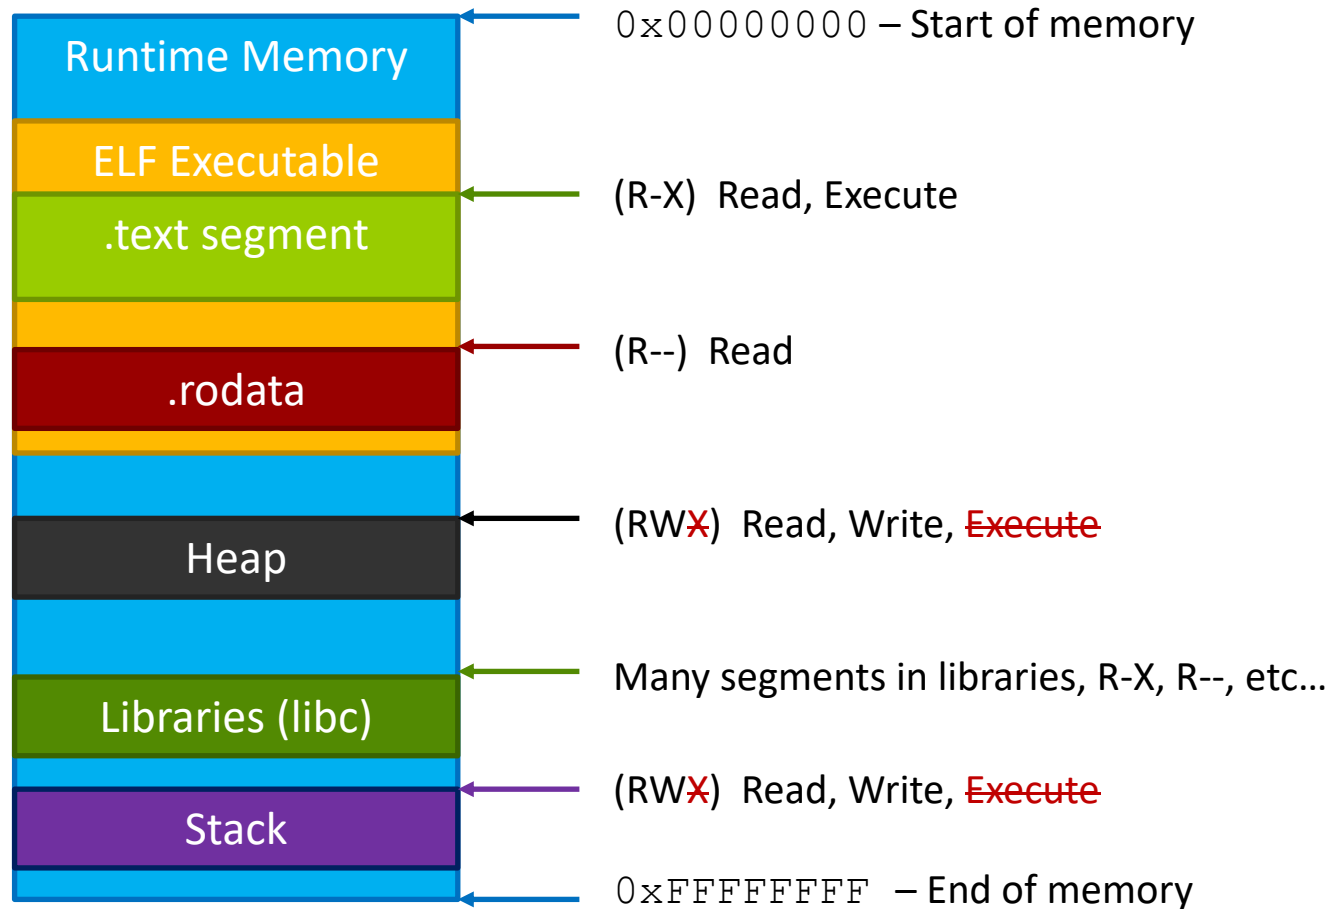 0x00000000 – Start of memory
Runtime Memory
ELF Executable
(R-X) Read, Execute
.text segment
(R--) Read
.rodata
(RWX) Read, Write, Execute
Heap
Many segments in libraries, R-X, R--, etc…
Libraries (libc)
(RWX) Read, Write, Execute
Stack
0xFFFFFFFF – End of memory